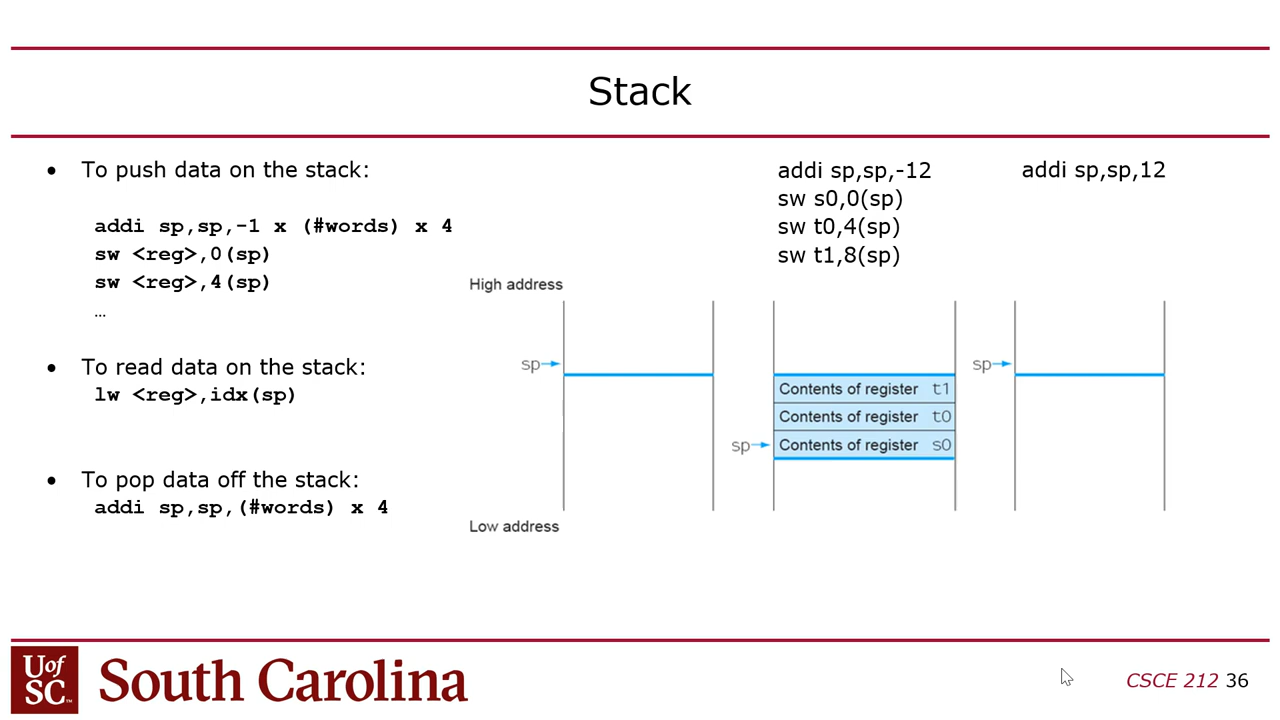 Stack
• To push data on the stack:
addi sp,sp,-1 x (#words) x 4
sw <reg>,0(sp)
sw <reg>,4(sp)
…
• To read data on the stack:
lw <reg>,idx(sp)
• To pop data off the stack:
addi sp,sp,(#words) x 4
addi sp,sp,-12
sw s0,0(sp)
sw t0,4(sp)
sw t1,8(sp)
addi sp,sp,12
High address
sp
Contents of register t1
Contents of register t0
sp Contents of register s0
sp
Low address
UofSC™
South Carolina
CSCE 212 36